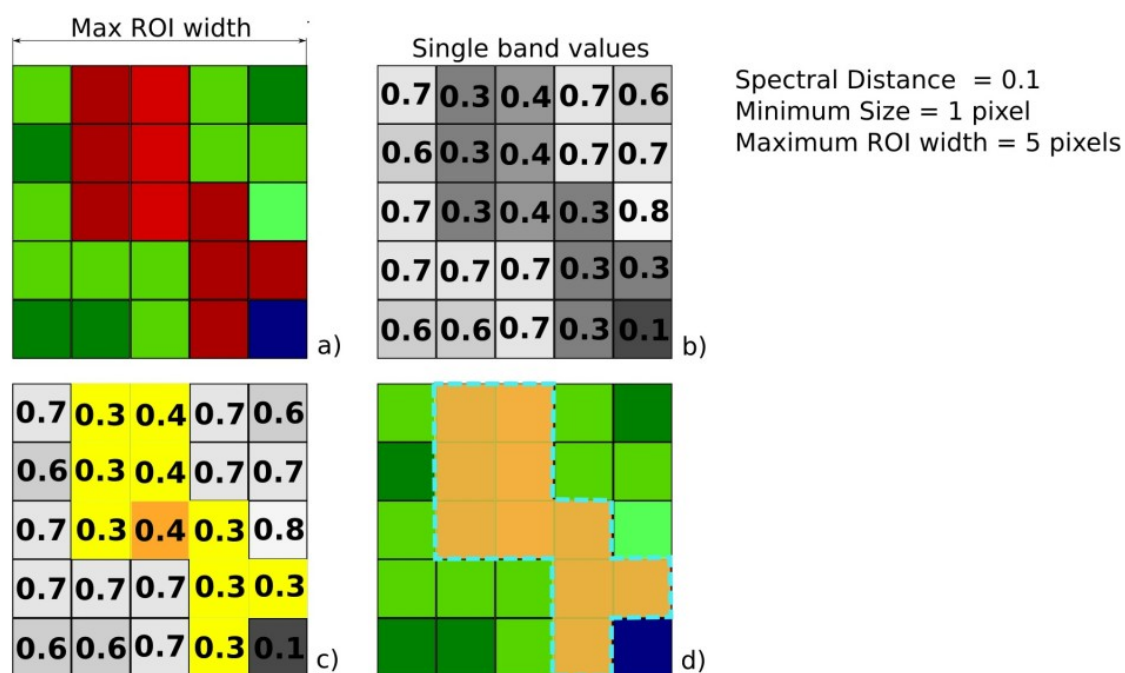 Max ROI width
Single band values
Spectral Distance = 0.1
Minimum Size = 1 pixel
Maximum ROI width = 5 pixels
0.7 0.3 0.4 0.7 0.6
0.6 0.3 0.4 0.7 0.7
0.7 0.3 0.4 0.3 0.8
0.7 0.7 0.7 0.3 0.3
0.6 0.6 0.7 0.3 0.1
a)
b)
0.7 0.3 0.4 0.7 0.6
0.6 0.3 0.4 0.7 0.7
0.7 0.3 0.4 0.3 0.8
0.7 0.7 0.7 0.3 0.3
0.6 0.6 0.7 0.3 0.1
c)
d)